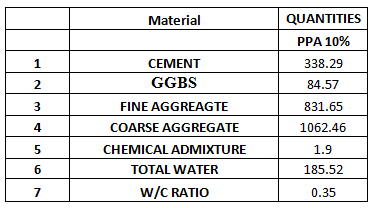 Material QUANTITIES
PPA 10%
1 CEMENT 338.29
2 GGBS 84.57
3 FINE AGGREAGTE 831.65
4 COARSE AGGREGATE 1062.46
5 CHEMICAL ADMIXTURE 1.9
6 TOTAL WATER 185.52
7 W/C RATIO 0.35